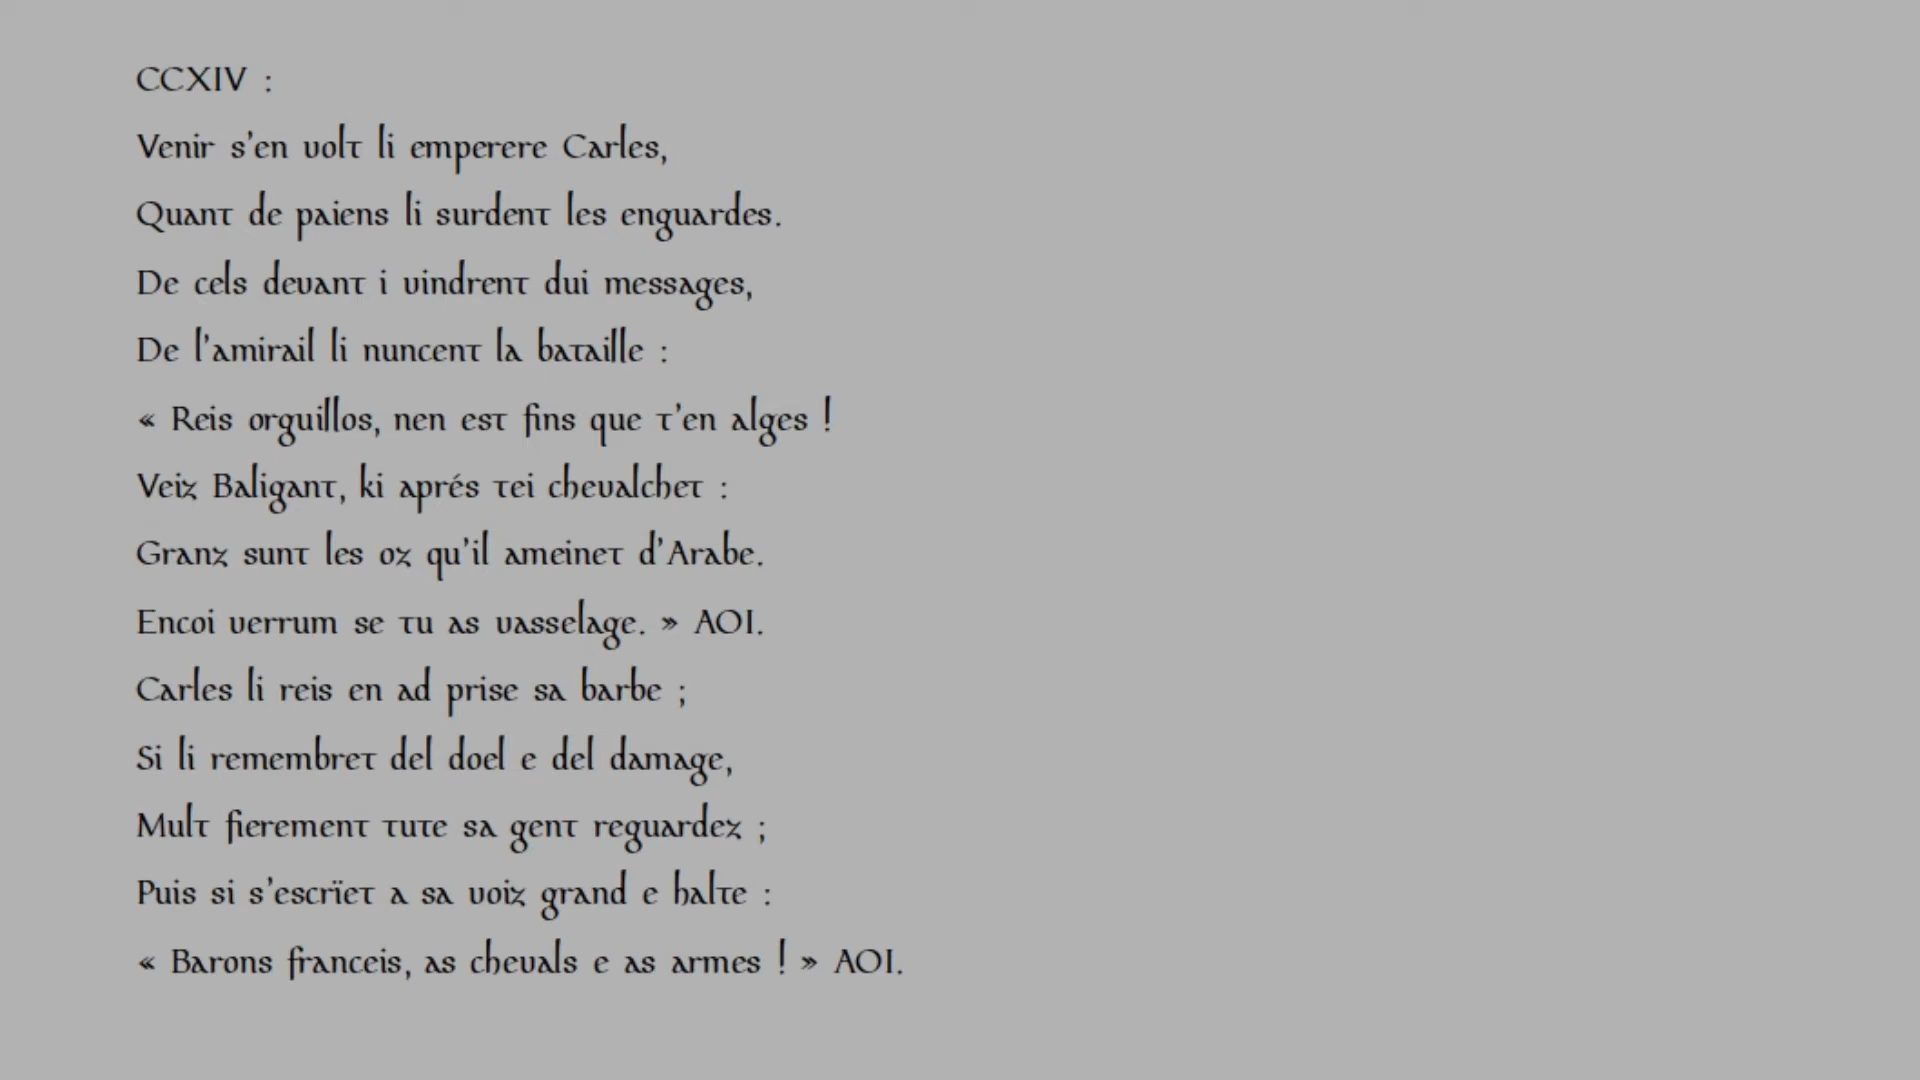 CCXIV :
Venir s'en volt li emperere Carles,
Quant de paiens li surdent les enguardes.
De cels devant i vindrent dui messages,
De l'amirail li nuncent la bataille :
« Reis orguillos, nen est fins que t'en alges !
Veiz Baligant, ki aprés tei chevalchet :
Granz sunt les oz qu'il ameinet d'Arabe.
Encoi verrum se tu as vasselage. » AOI.
Carles li reis en ad prise sa barbe ;
Si li remembret del doel e del damage,
Mult fierement tute sa gent reguardez ;
Puis si s'escrïet a sa voiz grand e halte :
« Barons franceis, as chevals e as armes ! » AOI.